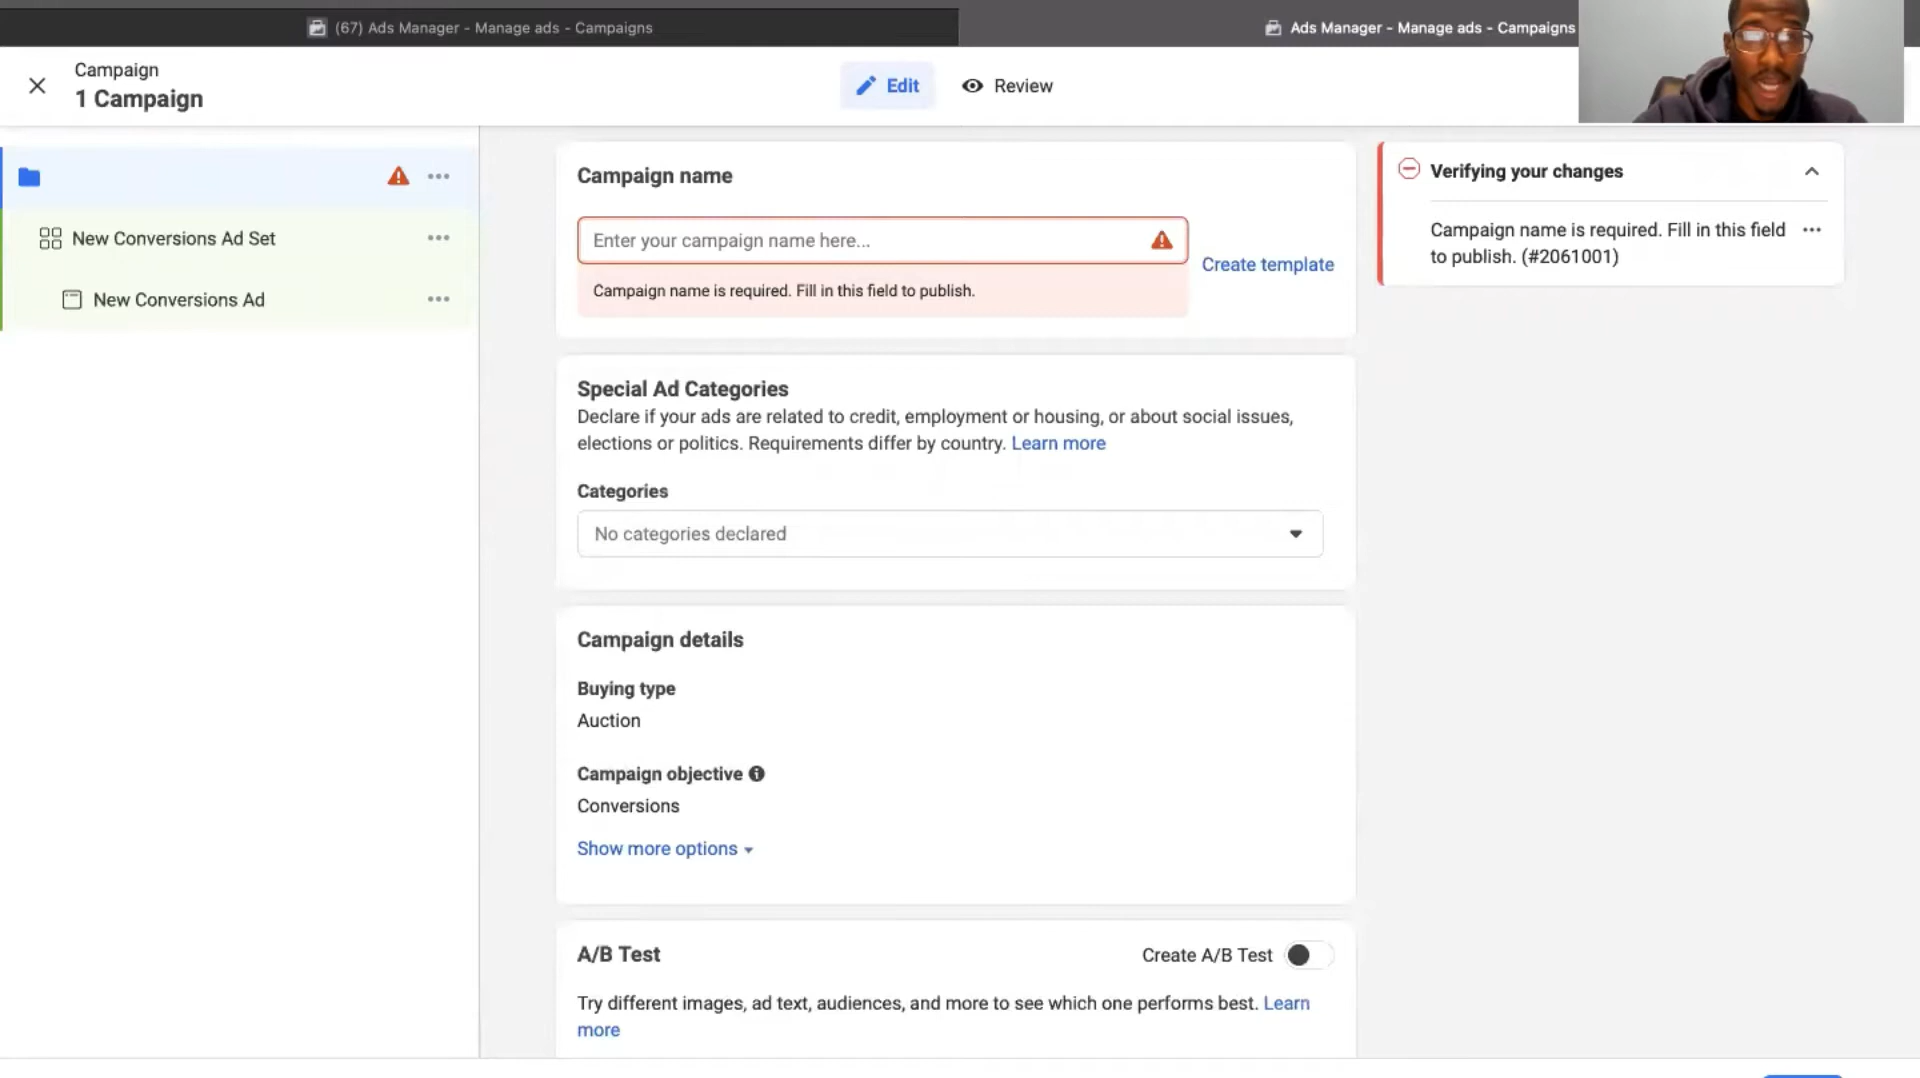 (67) Ads Manager - Manage ads - Campaigns
Ads Manager - Manage ads - Campaigns
Campaign
1 Campaign
Edit
Review
New Conversions Ad Set
New Conversions Ad
Campaign name
Enter your campaign name here...
Create template
Campaign name is required. Fill in this field to publish.
Special Ad Categories
Declare if your ads are related to credit, employment or housing, or about social issues,
elections or politics. Requirements differ by country. Learn more
Categories
No categories declared
Campaign details
Buying type
Auction
Campaign objective
Conversions
Show more options
A/B Test
Create A/B Test
Try different images, ad text, audiences, and more to see which one performs best. Learn
more
Verifying your changes
Campaign name is required. Fill in this field
to publish. (#2061001)